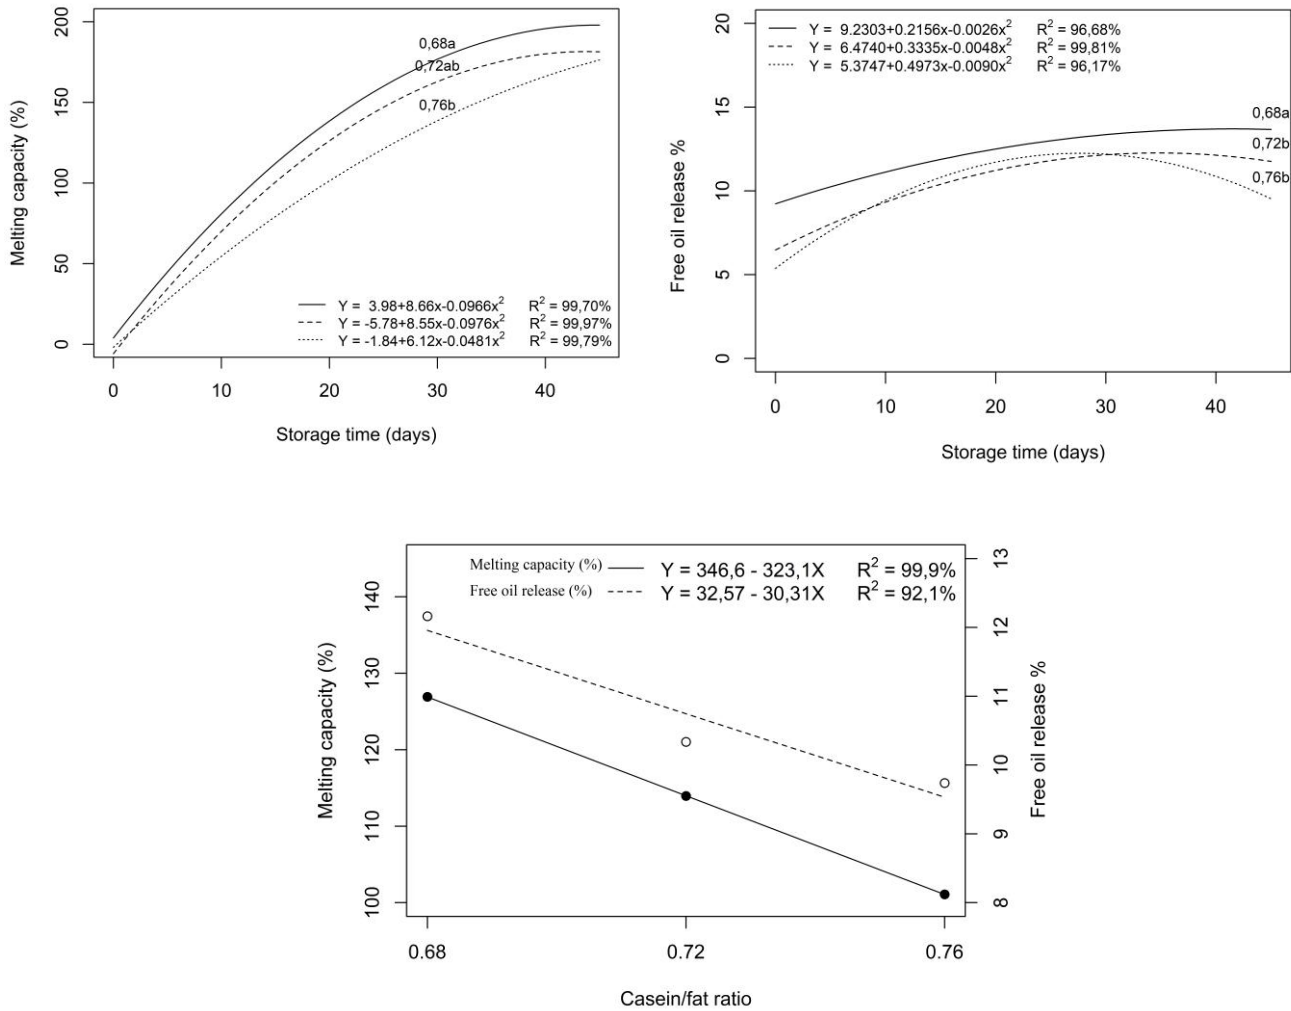 Melting capacity (%)
200
150
100
50
0
0,68a
0,72ab
0,76b
Y = 3.98+8.66x-0.0966x² R² = 99,70%
Y = -5.78+8.55x-0.0976x² R² = 99,97%
Y = -1.84+6.12x-0.0481x² R² = 99,79%
0 10 20 30 40
Storage time (days)
Free oil release %
20
15
10
5
0
Y = 9.2303+0.2156x-0.0026x² R² = 96,68%
Y = 6.4740+0.3335x-0.0048x² R² = 99,81%
Y = 5.3747+0.4973x-0.0090x² R² = 96,17%
0,68a
0,72b
0,76b
0 10 20 30 40
Storage time (days)
Melting capacity (%)
140
130
120
110
100
Melting capacity (%) Y = 346,6 - 323,1X R² = 99,9%
Free oil release (%) Y = 32,57 - 30,31X R² = 92,1%
13
12
11
10
9
8
Free oil release %
0.68 0.72 0.76
Casein/fat ratio